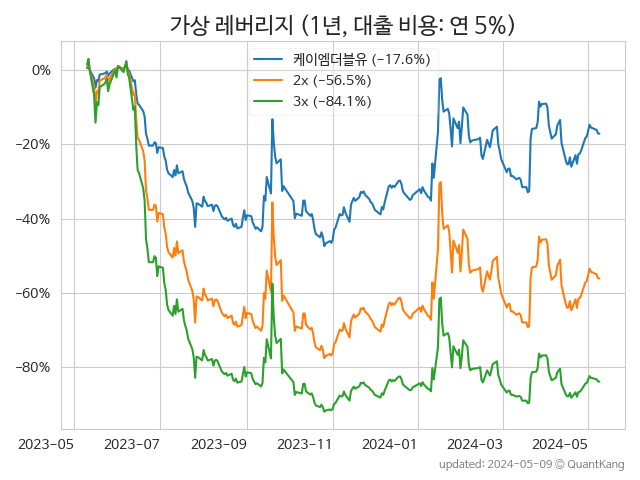 가상 레버리지 (1년, 대출 비용: 연 5%)
케이엠더블유 (−17.6%)
2x (−56.5%)
3x (−84.1%)
0%
−20%
−40%
−60%
−80%
2023-05 2023-07 2023-09 2023-11 2024-01 2024-03 2024-05
updated: 2024-05-09 ⓒ QuantKang